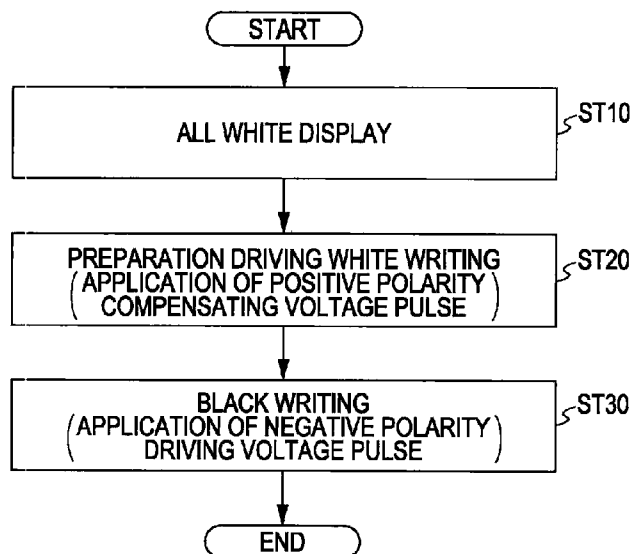 START
ALL WHITE DISPLAY
ST10
PREPARATION DRIVING WHITE WRITING
(APPLICATION OF POSITIVE POLARITY
COMPENSATING VOLTAGE PULSE)
ST20
BLACK WRITING
(APPLICATION OF NEGATIVE POLARITY
DRIVING VOLTAGE PULSE)
ST30
END